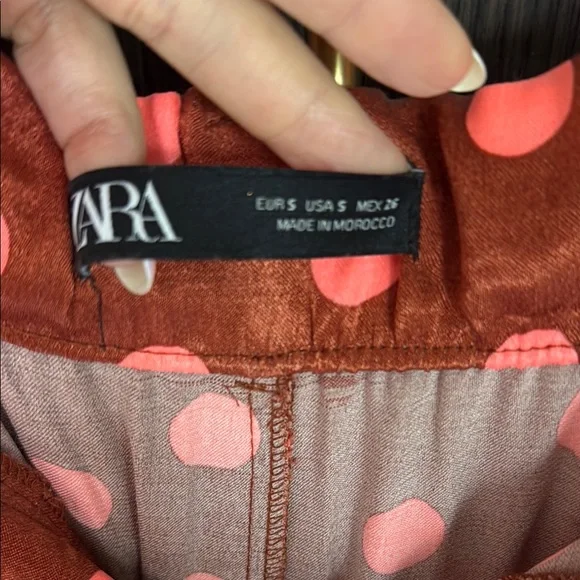 ZARA
EUR S USA S MEX 26
MADE IN MOROCCO